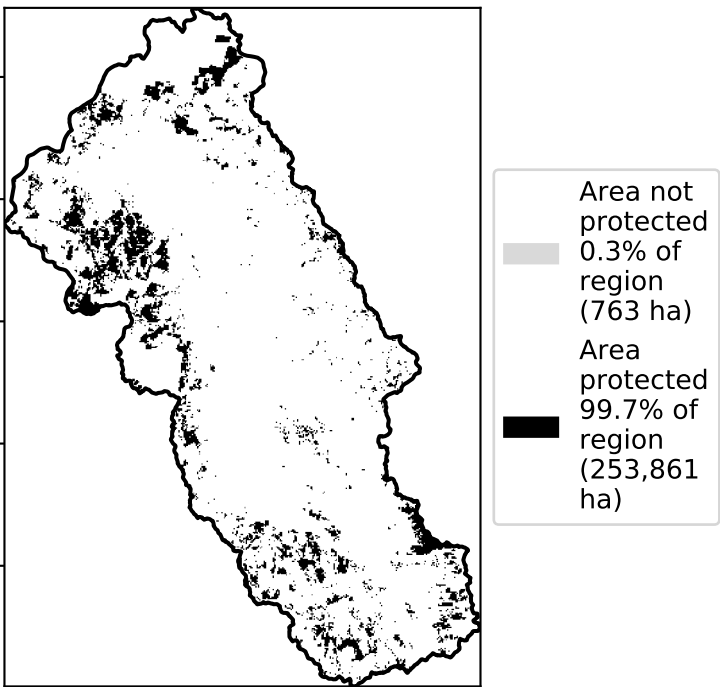 Area not
protected
0.3% of
region
(763 ha)
Area
protected
99.7% of
region
(253,861
ha)